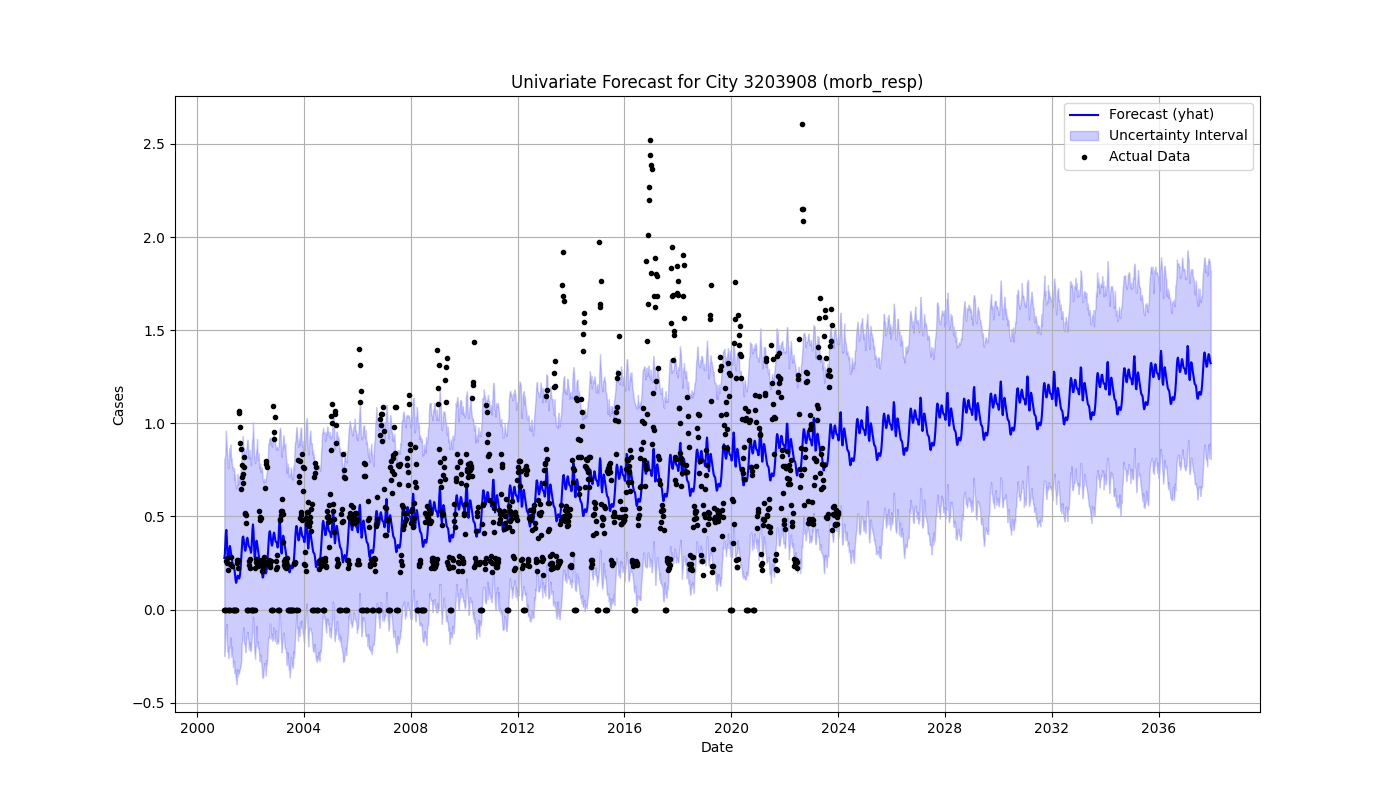 Univariate Forecast for City 3203908 (morb_resp)
Forecast (yhat)
Uncertainty Interval
Actual Data
Cases
2.5
2.0
1.5
1.0
0.5
0.0
−0.5
2000 2004 2008 2012 2016 2020 2024 2028 2032 2036
Date